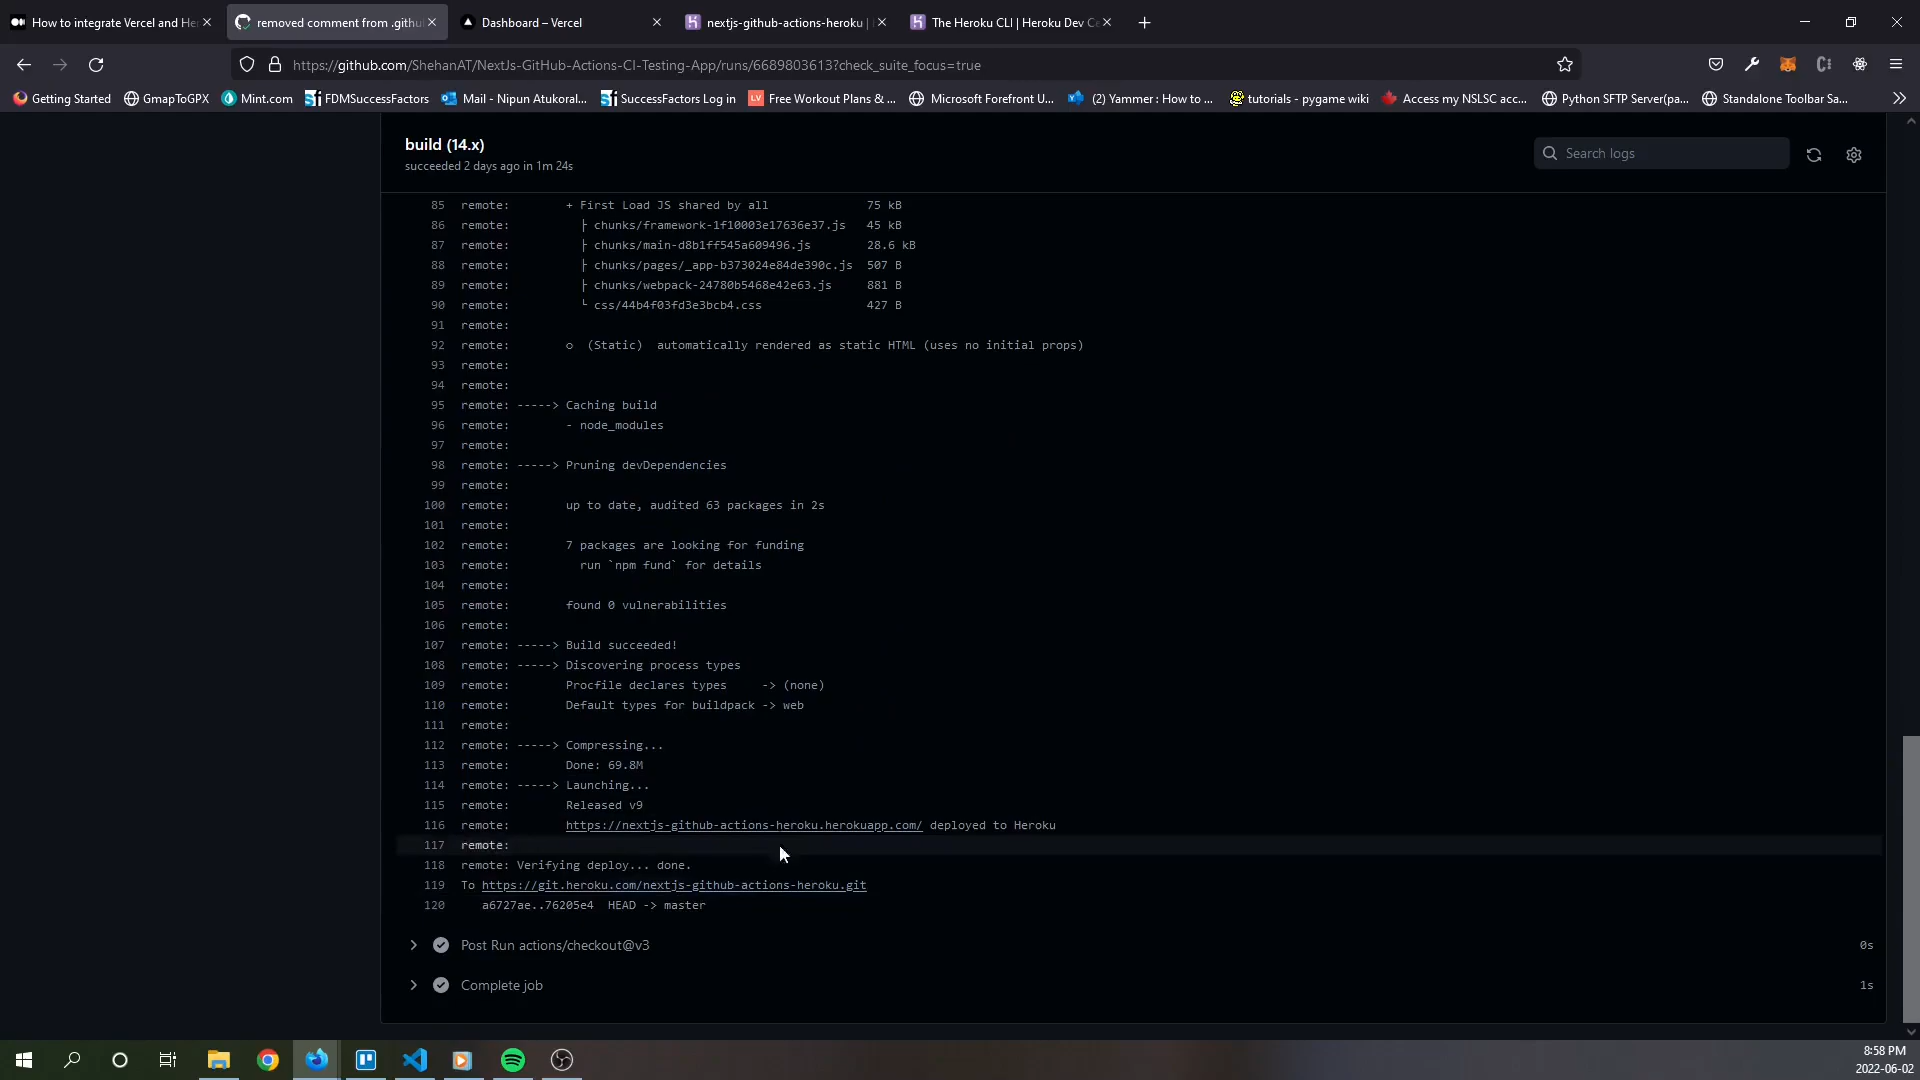 How to integrate Vercel and He
removed comment from .githu
Dashboard – Vercel
nextjs-github-actions-heroku |
The Heroku CLI | Heroku Dev Ce
https://github.com/ShehanAT/NextJs-GitHub-Actions-CI-Testing-App/runs/6689803613?check_suite_focus=true
Getting Started
GmapToGPX
Mint.com
FDMSuccessFactors
Mail - Nipun Atukoral...
SuccessFactors Log in
Free Workout Plans & ...
Microsoft Forefront U...
(2) Yammer : How to ...
tutorials - pygame wiki
Access my NSLSC acc...
Python SFTP Server(pa...
Standalone Toolbar Sa...
build (14.x)
succeeded 2 days ago in 1m 24s
Search logs
85 remote: + First Load JS shared by all 75 kB
86 remote: ├ chunks/framework-1f10003e17636e37.js 45 kB
87 remote: ├ chunks/main-d8b1ff545a609496.js 28.6 kB
88 remote: ├ chunks/pages/_app-b373024e84de390c.js 507 B
89 remote: ├ chunks/webpack-24780b5468e42e63.js 881 B
90 remote: └ css/44b4f03fd3e3bcb4.css 427 B
91 remote:
92 remote: ○ (Static) automatically rendered as static HTML (uses no initial props)
93 remote:
94 remote:
95 remote: -----> Caching build
96 remote: - node_modules
97 remote:
98 remote: -----> Pruning devDependencies
99 remote:
100 remote: up to date, audited 63 packages in 2s
101 remote:
102 remote: 7 packages are looking for funding
103 remote: run `npm fund` for details
104 remote:
105 remote: found 0 vulnerabilities
106 remote:
107 remote: -----> Build succeeded!
108 remote: -----> Discovering process types
109 remote: Procfile declares types -> (none)
110 remote: Default types for buildpack -> web
111 remote:
112 remote: -----> Compressing...
113 remote: Done: 69.8M
114 remote: -----> Launching...
115 remote: Released v9
116 remote: https://nextjs-github-actions-heroku.herokuapp.com/ deployed to Heroku
117 remote:
118 remote: Verifying deploy... done.
119 To https://git.heroku.com/nextjs-github-actions-heroku.git
120 a6727ae..76205e4 HEAD -> master
Post Run actions/checkout@v3 0s
Complete job 1s
8:58 PM
2022-06-02